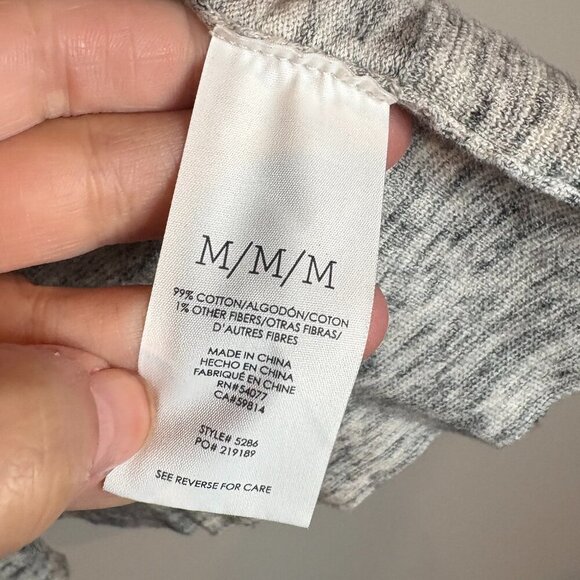 M/M/M
99% COTTON/ALGODÓN/COTON
1% OTHER FIBERS/OTRAS FIBRAS/
D'AUTRES FIBRES
MADE IN CHINA
HECHO EN CHINA
FABRIQUÉ EN CHINE
RN#54077
CA#59814
STYLE# 5286
PO# 219189
SEE REVERSE FOR CARE